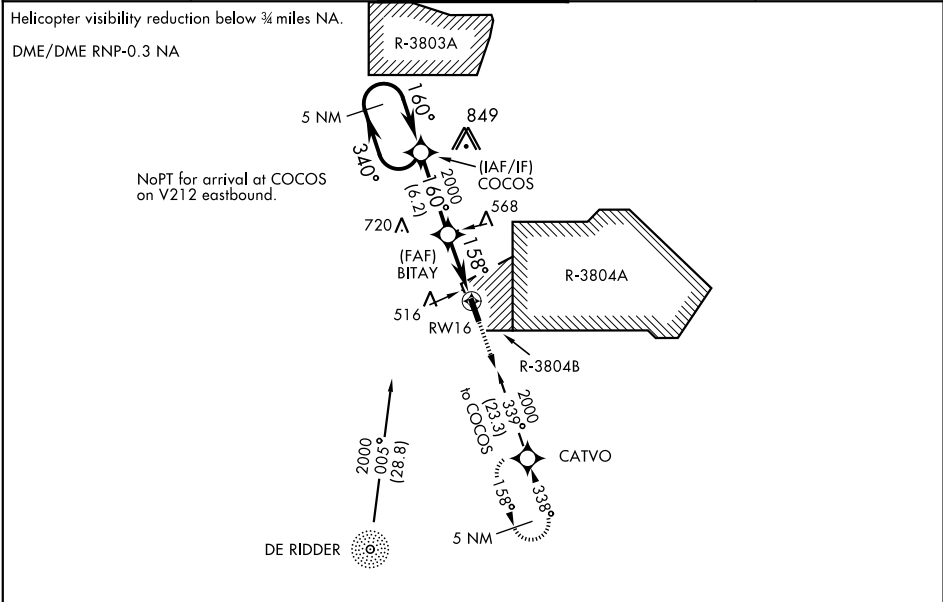 Helicopter visibility reduction below ¾ miles NA.
DME/DME RNP-0.3 NA
R-3803A
5 NM
160°
340°
849
(IAF/IF)
COCOS
NoPT for arrival at COCOS
on V212 eastbound.
2000
160°
(6.2)
720
568
(FAF)
BITAY
158°
R-3804A
516
RW16
R-3804B
2000
339°
(23.3)
to COCOS
2000
005°
(28.8)
CATVO
158°
338°
5 NM
DE RIDDER